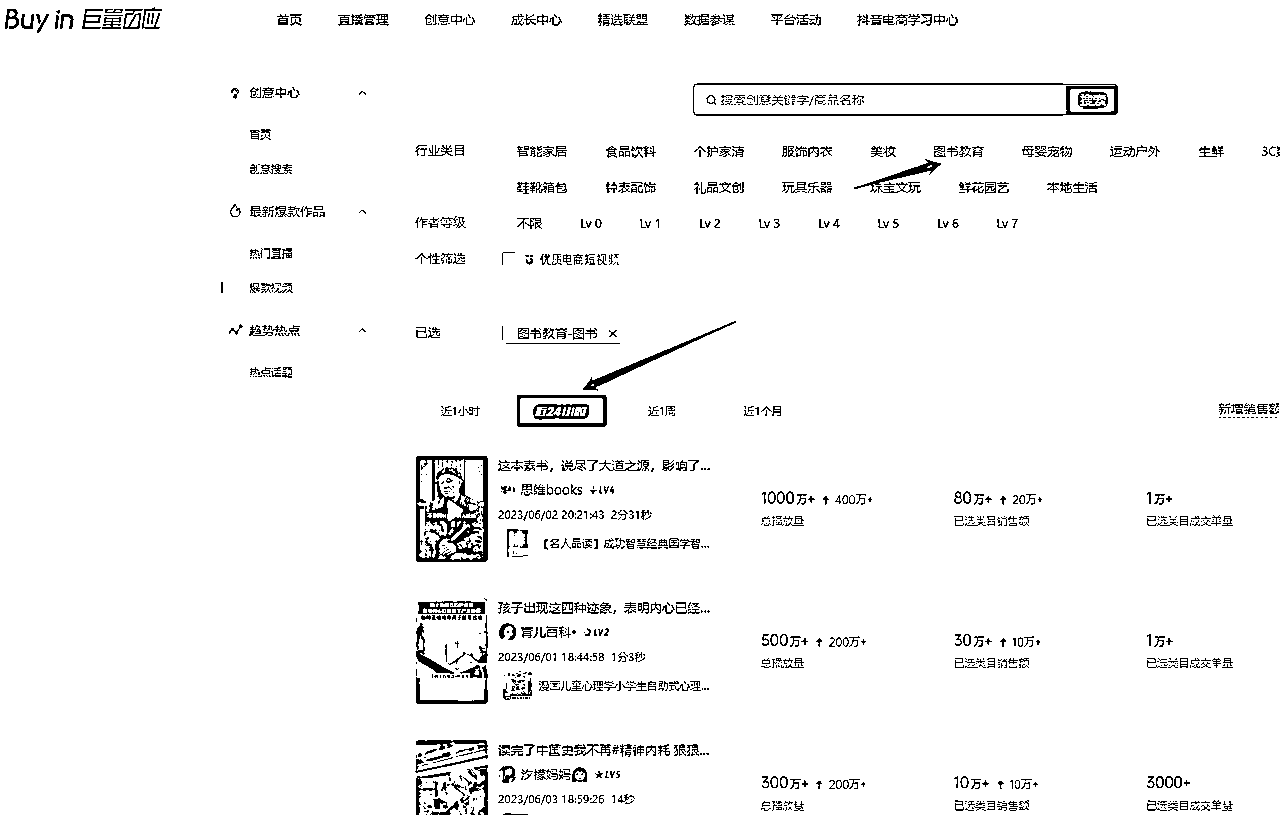 Buy in 巨量百应
首页 直播管理 创意中心 成长中心 精选联盟 数据参谋 平台活动 抖音电商学习中心
创意中心
搜索创意关键字/商品名称 搜索
首页
行业类目 智能家居 食品饮料 个护家清 服饰内衣 美妆 图书教育 母婴宠物 运动户外 生鲜
创意搜索
鞋靴箱包 钟表配饰 礼品文创 玩具乐器 珠宝文玩 鲜花园艺 本地生活
最新爆款作品
作者等级 不限 Lv 0 Lv 1 Lv 2 Lv 3 Lv 4 Lv 5 Lv 6 Lv 7
热门直播
个性筛选 优质电商短视频
爆款视频
趋势热点
已选 图书教育-图书 ×
热点话题
近1小时 近24小时 近1周 近1个月 新增销售额
这本素书，说尽了大道之源，影响了...
思维books LV4
2023/06/02 20:21:43 2分31秒
【名人品读】成功智慧经典国学智...
1000万+ ↑ 400万+ 80万+ ↑ 20万+ 1万+
总播放量 已选类目销售额 已选类目成交单量
孩子出现这四种迹象，表明内心已经...
育儿百科 LV2
2023/06/01 18:44:58 1分3秒
漫画儿童心理学小学生自助式心理...
500万+ ↑ 200万+ 30万+ ↑ 10万+ 1万+
总播放量 已选类目销售额 已选类目成交单量
读完了中国史我不再#精神内耗 狠狠...
汐檬妈妈 LV5
2023/06/03 18:59:26 14秒
300万+ ↑ 200万+ 10万+ ↑ 10万+ 3000+
总播放量 已选类目销售额 已选类目成交单量